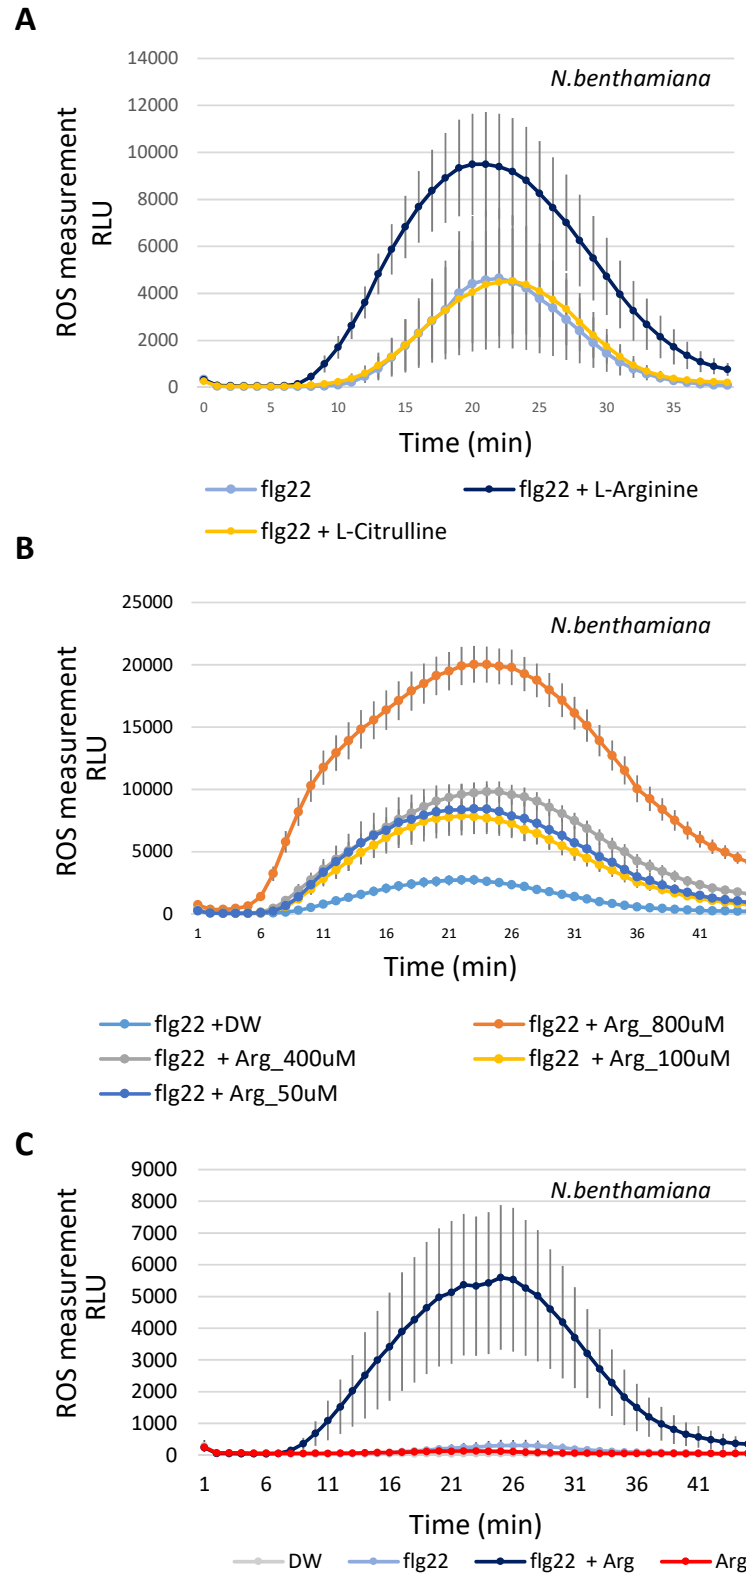 A
14000
12000
10000
8000
6000
4000
2000
0
ROS measurement
RLU
N.benthamiana
0 5 10 15 20 25 30 35
Time (min)
flg22 flg22 + L-Arginine
flg22 + L-Citrulline
B
25000
20000
15000
10000
5000
0
ROS measurement
RLU
N.benthamiana
1 6 11 16 21 26 31 36 41
Time (min)
flg22 +DW flg22 + Arg_800uM
flg22 + Arg_400uM flg22 + Arg_100uM
flg22 + Arg_50uM
C
9000
8000
7000
6000
5000
4000
3000
2000
1000
0
ROS measurement
RLU
N.benthamiana
1 6 11 16 21 26 31 36 41
Time (min)
DW flg22 flg22 + Arg Arg